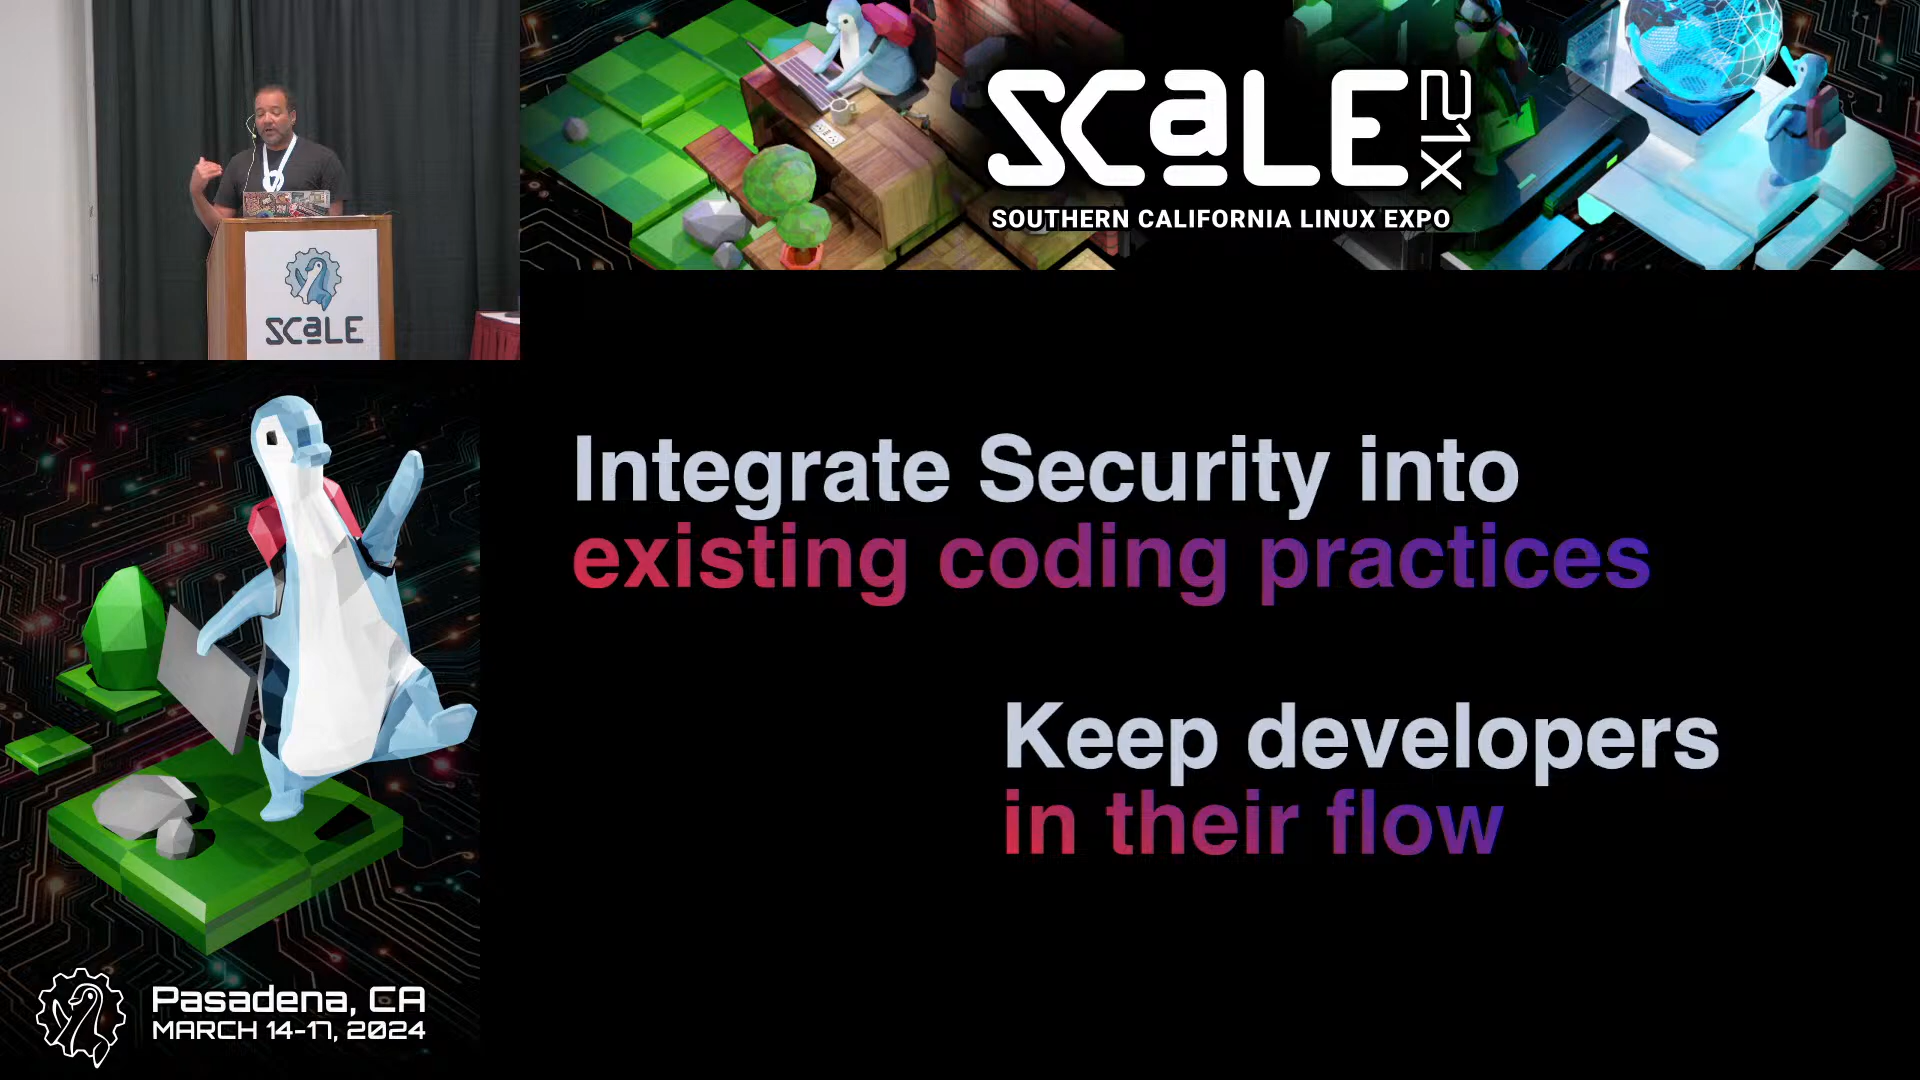 SCaLE 21X
SOUTHERN CALIFORNIA LINUX EXPO
SCaLE
Integrate Security into
existing coding practices
Keep developers
in their flow
Pasadena, CA
MARCH 14-17, 2024